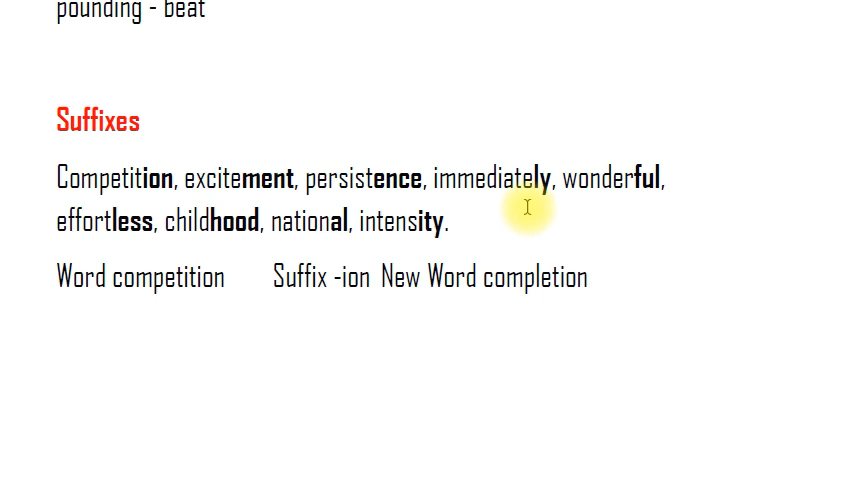 pounding - beat
Suffixes
Competition, excitement, persistence, immediately, wonderful,
effortless, childhood, national, intensity.
Word competition Suffix -ion New Word completion